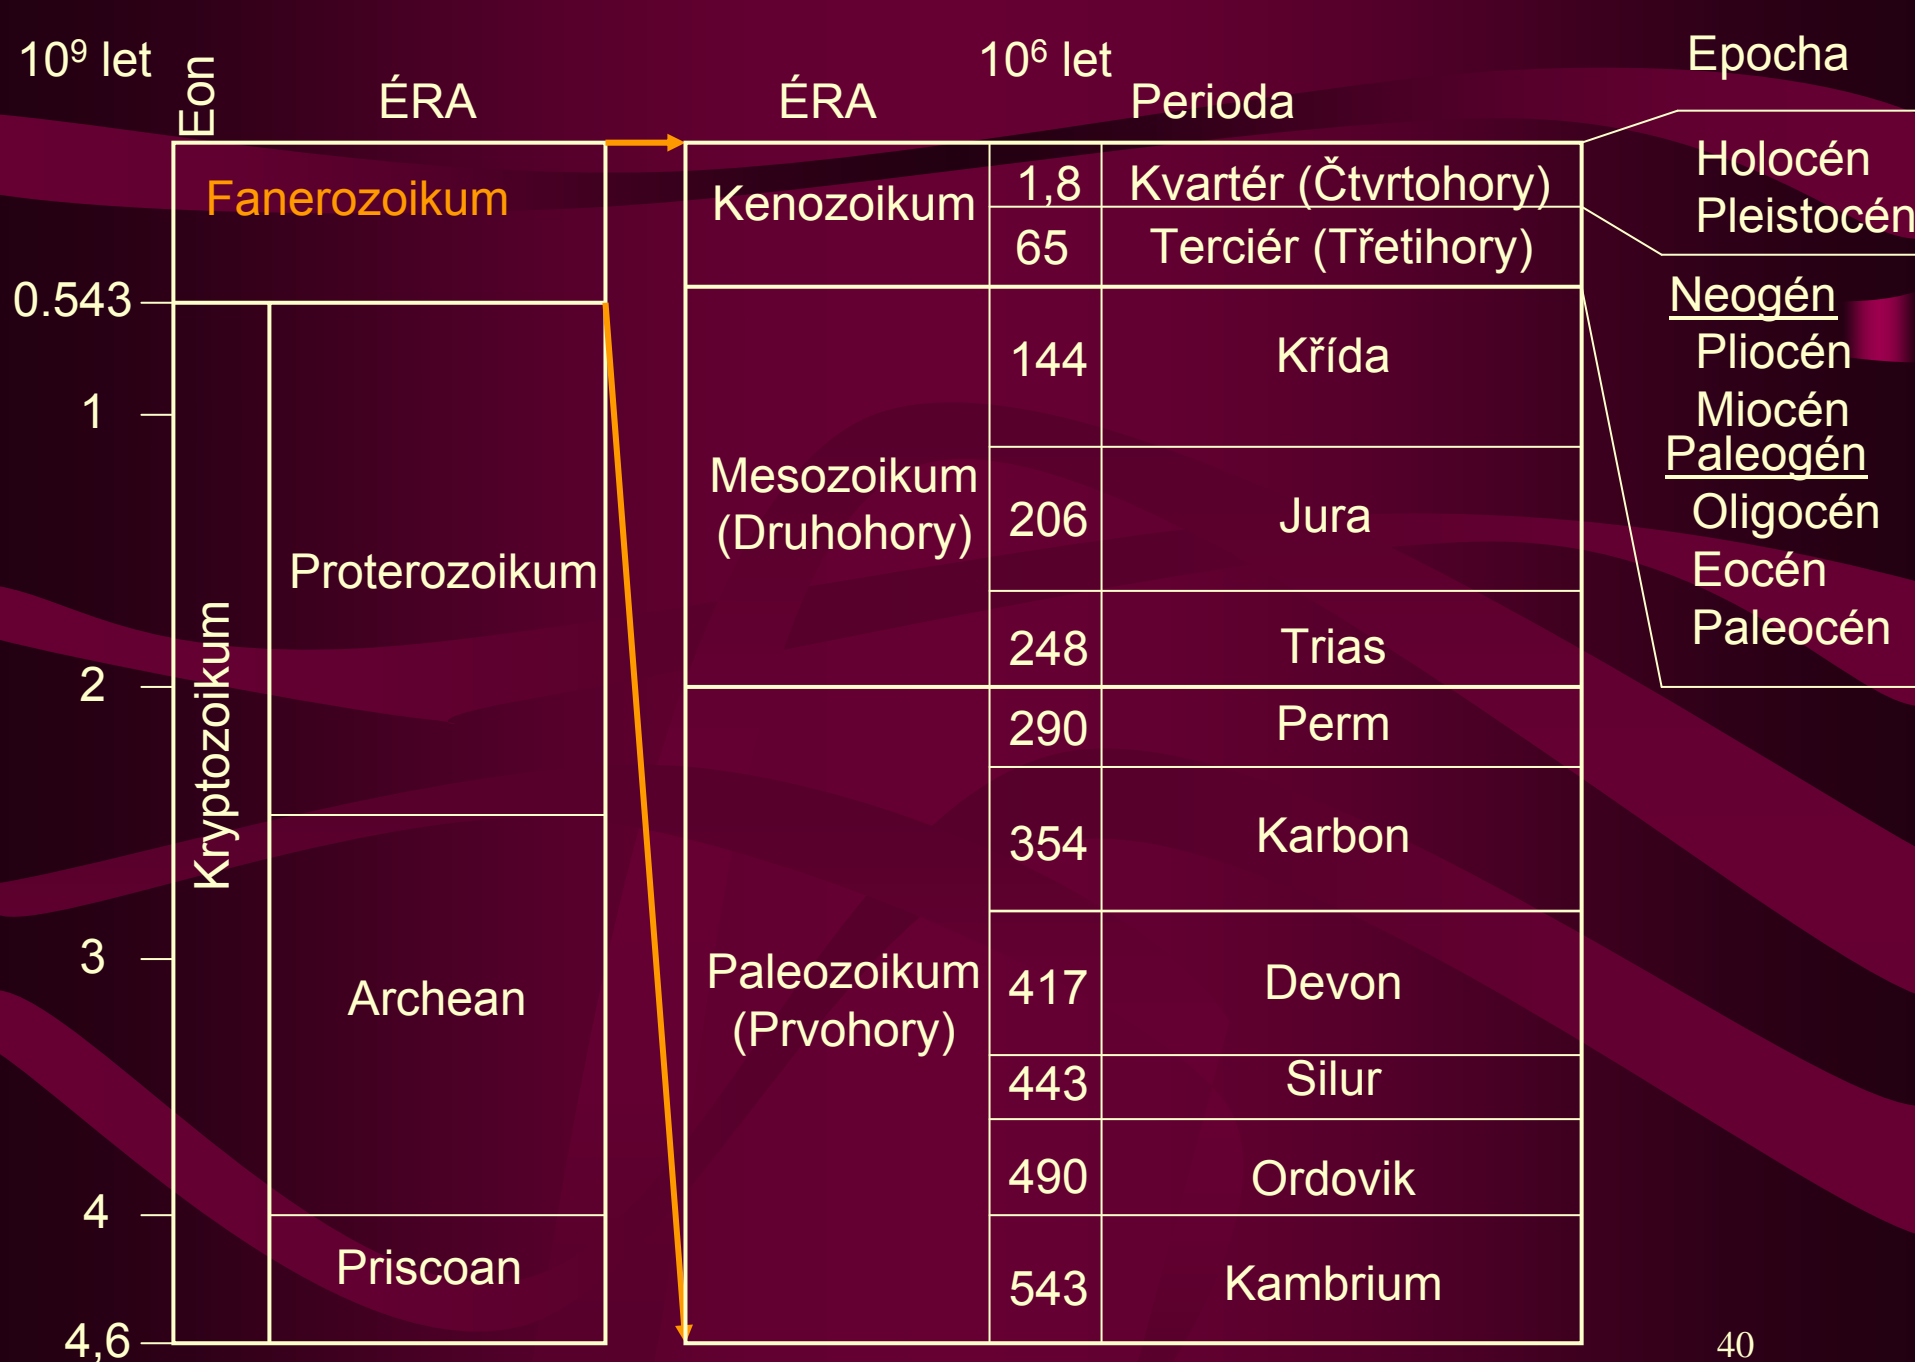 10⁹ let
Eon
ÉRA
ÉRA
10⁶ let
Perioda
Epocha
Fanerozoikum
0.543
1
2
3
4
4,6
Kryptozoikum
Proterozoikum
Archean
Priscoan
Kenozoikum
1,8 Kvartér (Čtvrtohory)
65 Terciér (Třetihory)
Mesozoikum
(Druhohory)
144 Křída
206 Jura
248 Trias
Paleozoikum
(Prvohory)
290 Perm
354 Karbon
417 Devon
443 Silur
490 Ordovik
543 Kambrium
Holocén
Pleistocén
Neogén
Pliocén
Miocén
Paleogén
Oligocén
Eocén
Paleocén
40